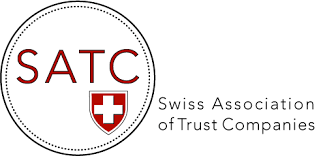 SATC
Swiss Association
of Trust Companies